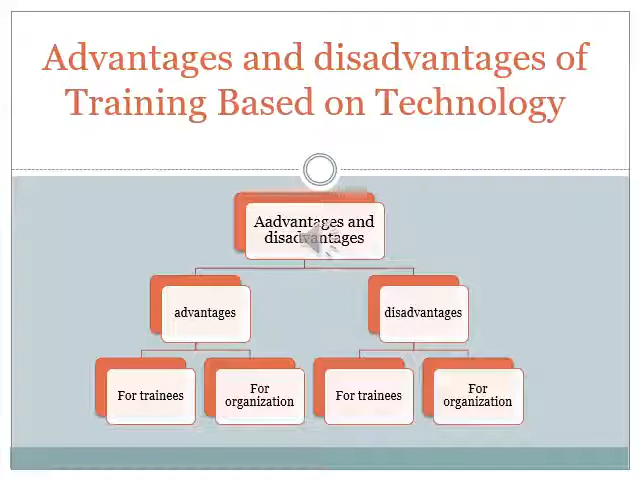 Advantages and disadvantages of
Training Based on Technology
Aadvantages and
disadvantages
advantages
disadvantages
For trainees
For
organization
For trainees
For
organization